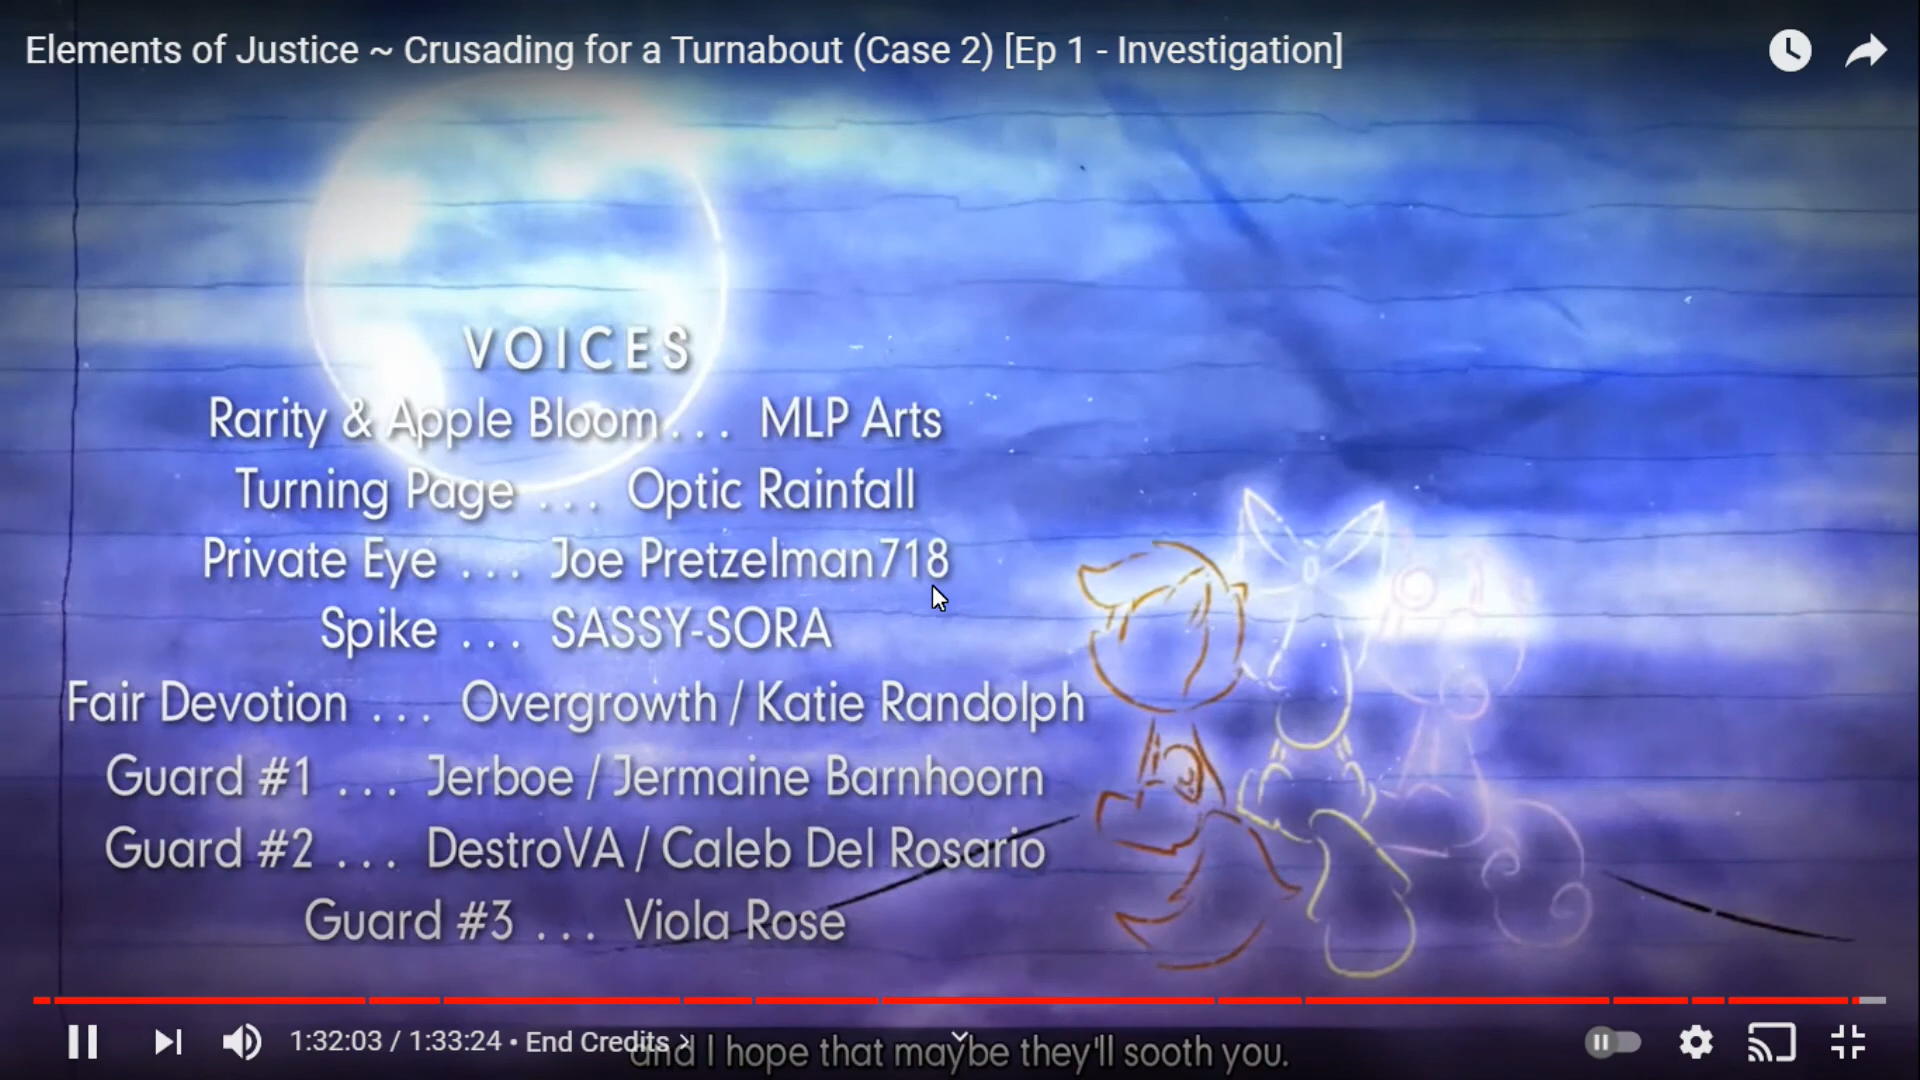 Elements of Justice ~ Crusading for a Turnabout (Case 2) [Ep 1 - Investigation]
VOICES
Rarity & Apple Bloom . . . MLP Arts
Turning Page . . . Optic Rainfall
Private Eye . . . Joe Pretzelman718
Spike . . . SASSY-SORA
Fair Devotion . . . Overgrowth / Katie Randolph
Guard #1 . . . Jerboe / Jermaine Barnhoorn
Guard #2 . . . DestroVA / Caleb Del Rosario
Guard #3 . . . Viola Rose
1:32:03 / 1:33:24 • End Credits >
and I hope that maybe they'll sooth you.